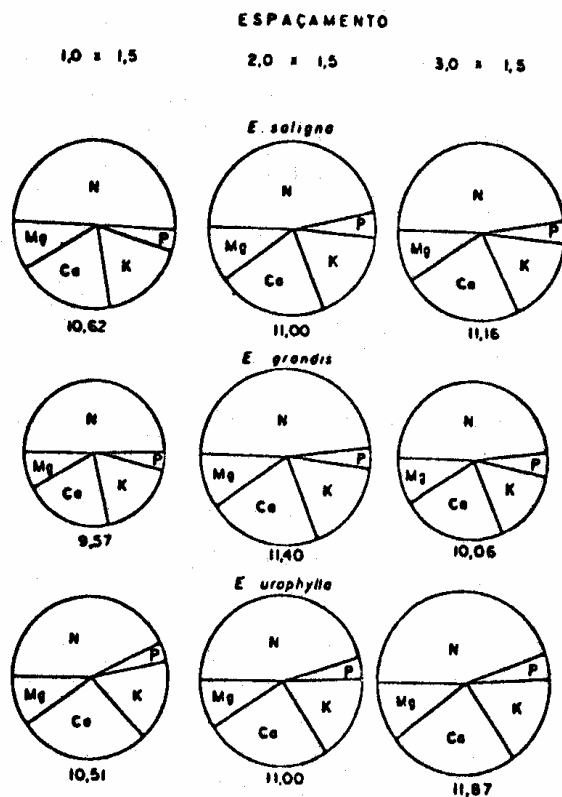 ESPAÇAMENTO
1,0 x 1,5 2,0 x 1,5 3,0 x 1,5
E. saligna
N P K Ca Mg
N P K Ca Mg
N P K Ca Mg
10,62 11,00 11,16
E. grandis
N P K Ca Mg
N P K Ca Mg
N P K Ca Mg
9,57 11,40 10,06
E urophylla
N P K Ca Mg
N P K Ca Mg
N P K Ca Mg
10,51 11,00 11,87